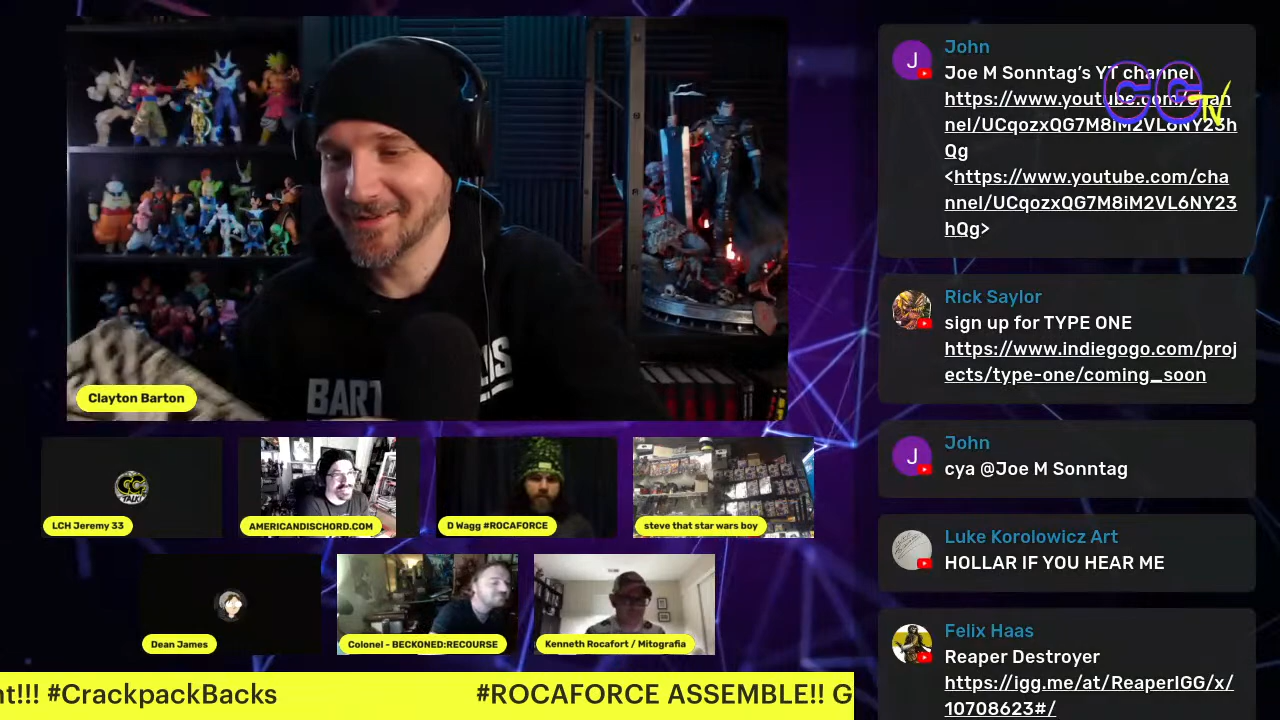 John
Joe M Sonntag's YT channel
https://www.youtube.com/chan
nel/UCqozxQG7M8iM2VL6NY23h
Qg
<https://www.youtube.com/cha
nnel/UCqozxQG7M8iM2VL6NY23
hQg>
GG TV
Rick Saylor
sign up for TYPE ONE
https://www.indiegogo.com/proj
ects/type-one/coming_soon
John
cya @Joe M Sonntag
Luke Korolowicz Art
HOLLAR IF YOU HEAR ME
Felix Haas
Reaper Destroyer
https://igg.me/at/ReaperIGG/x/
10708623#/
J
J
BART
Clayton Barton
LCH Jeremy 33
AMERICANDISCHORD.COM
D Wagg #ROCAFORCE
steve that star wars boy
Dean James
Colonel - BECKONED:RECOURSE
Kenneth Rocafort / Mitografia
nt!!! #CrackpackBacks #ROCAFORCE ASSEMBLE!! G